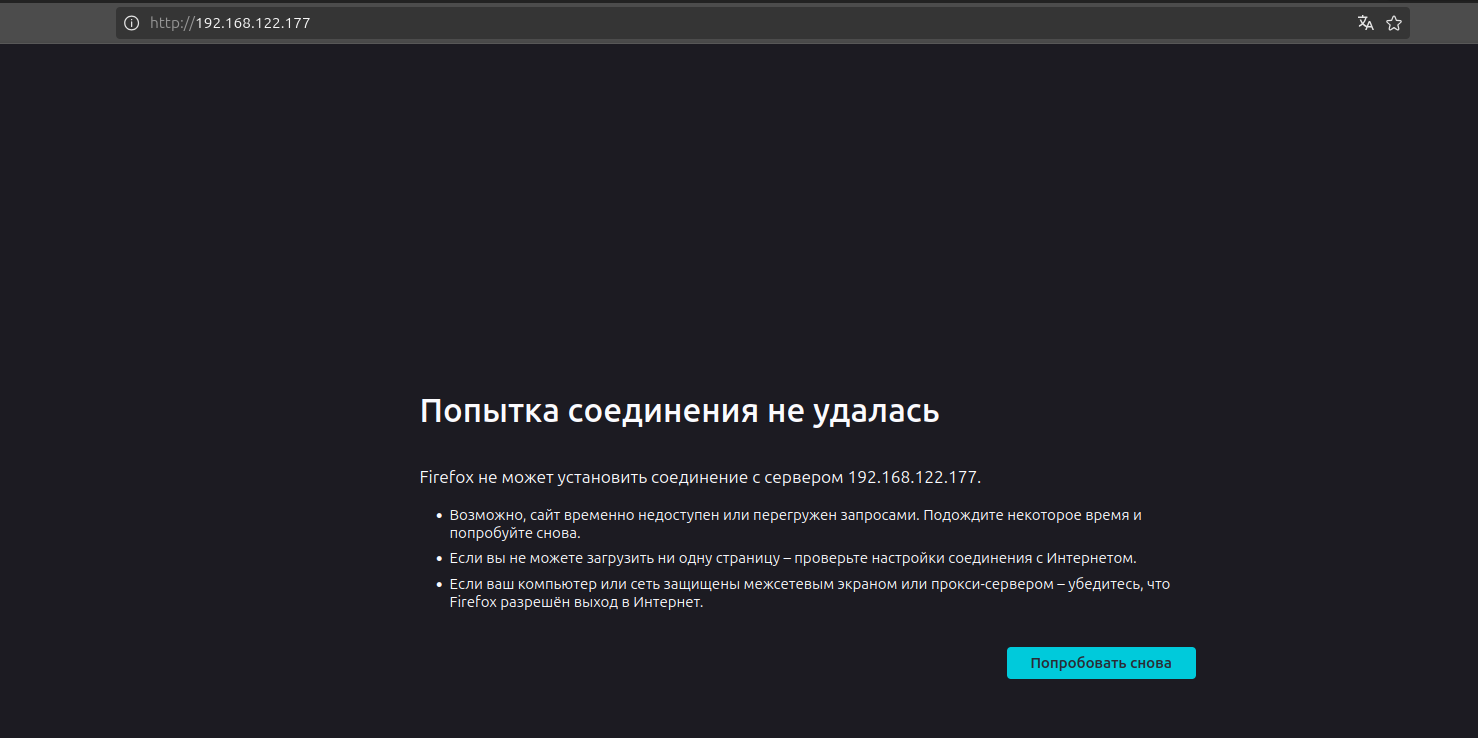 http://192.168.122.177
Попытка соединения не удалась
Firefox не может установить соединение с сервером 192.168.122.177.
• Возможно, сайт временно недоступен или перегружен запросами. Подождите некоторое время и
попробуйте снова.
• Если вы не можете загрузить ни одну страницу – проверьте настройки соединения с Интернетом.
• Если ваш компьютер или сеть защищены межсетевым экраном или прокси-сервером – убедитесь, что
Firefox разрешён выход в Интернет.
Попробовать снова